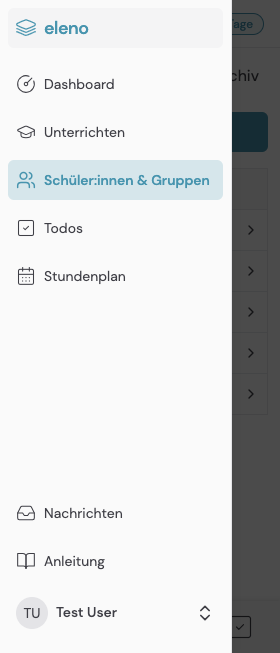 eleno
Dashboard
Unterrichten
Schüler:innen & Gruppen
Todos
Stundenplan
Nachrichten
Anleitung
TU Test User